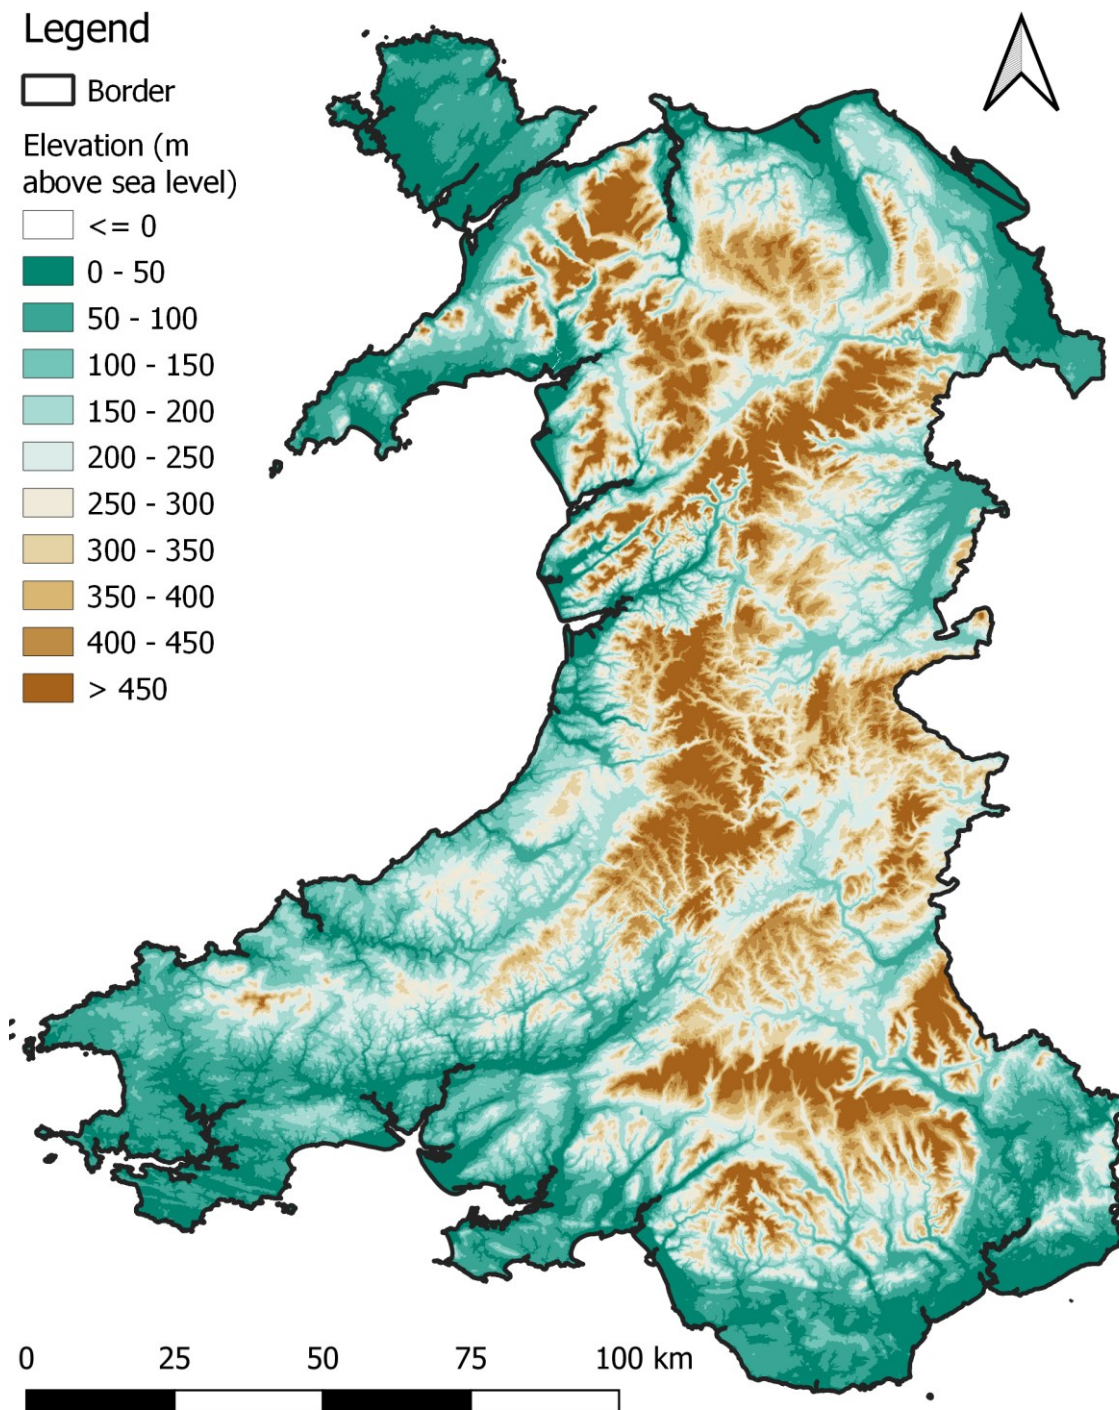 Legend
Border
Elevation (m
above sea level)
<= 0
0 - 50
50 - 100
100 - 150
150 - 200
200 - 250
250 - 300
300 - 350
350 - 400
400 - 450
> 450
0 25 50 75 100 km